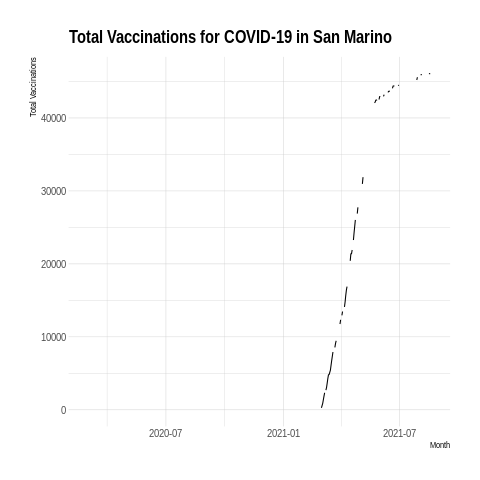 Total Vaccinations for COVID-19 in San Marino
Total Vaccinations
40000
30000
20000
10000
0
2020-07 2021-01 2021-07
Month